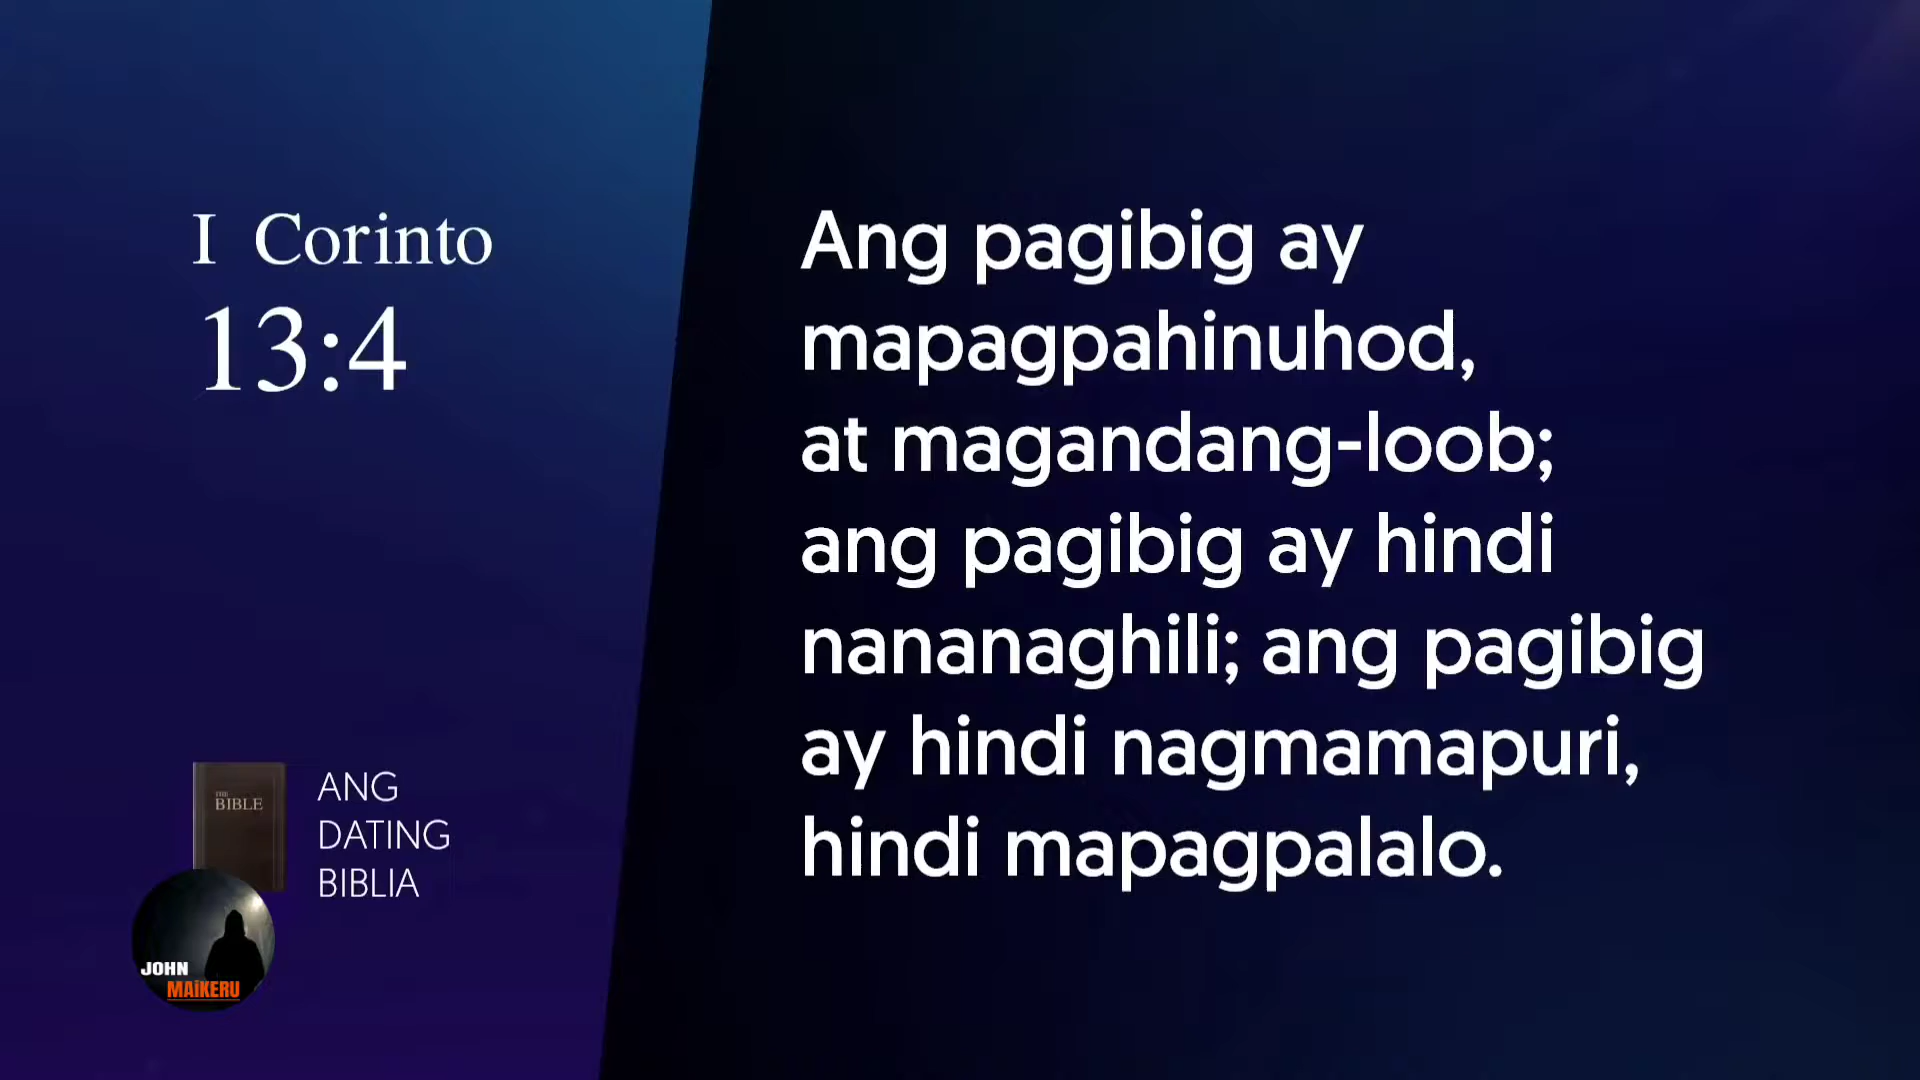 I Corinto
13:4
Ang pagibig ay
mapagpahinuhod,
at magandang-loob;
ang pagibig ay hindi
nananaghili; ang pagibig
ay hindi nagmamapuri,
hindi mapagpalalo.
THE
BIBLE
ANG
DATING
BIBLIA
JOHN
MAiKERU